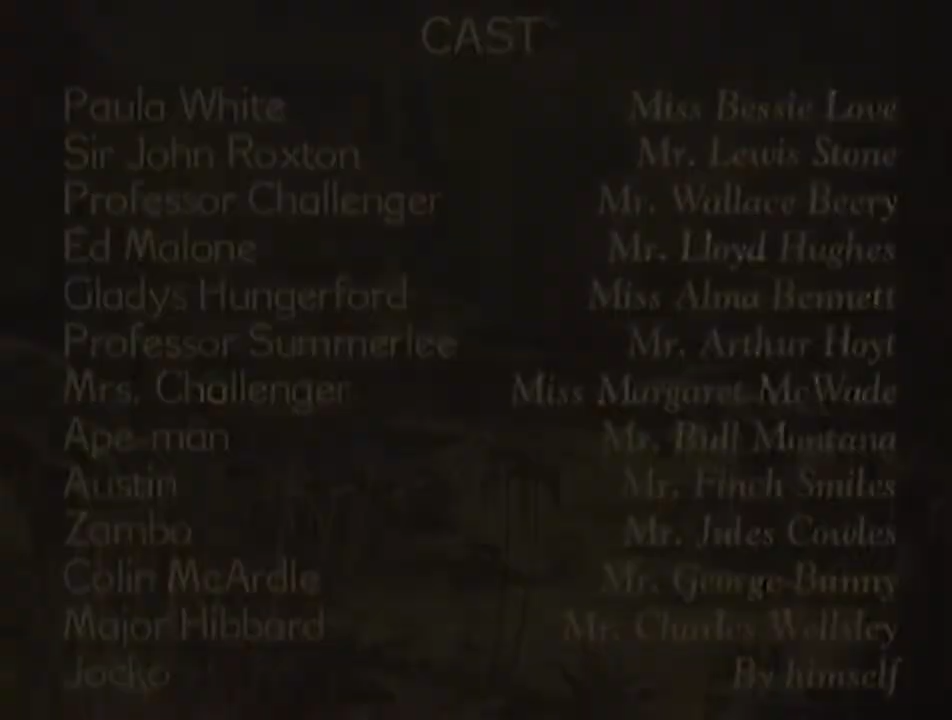 CAST
Paula White Miss Bessie Love
Sir John Roxton Mr. Lewis Stone
Professor Challenger Mr. Wallace Beery
Ed Malone Mr. Lloyd Hughes
Gladys Hungerford Miss Alma Bennett
Professor Summerlee Mr. Arthur Hoyt
Mrs. Challenger Miss Margaret McWade
Ape-man Mr. Bull Montana
Austin Mr. Finch Smiles
Zambo Mr. Jules Cowles
Colin McArdle Mr. George Bunny
Major Hibbard Mr. Charles Wellsley
Jocko By himself